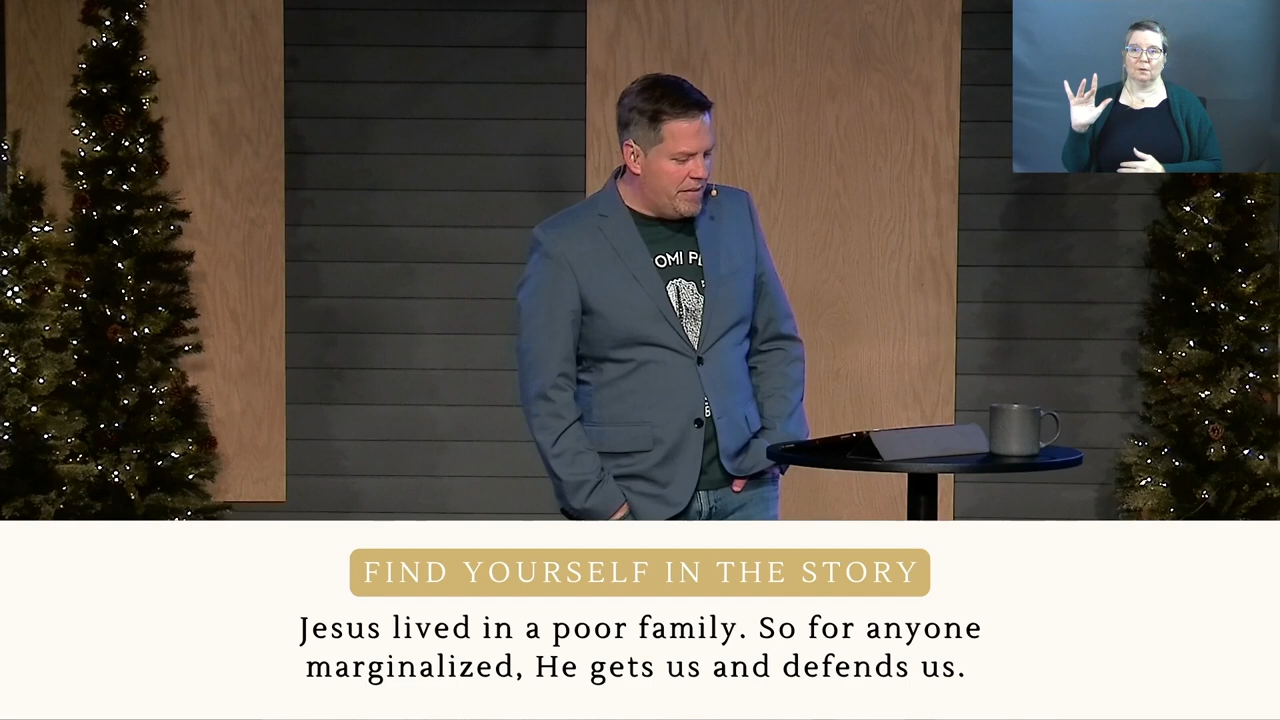 OMI
FIND YOURSELF IN THE STORY
Jesus lived in a poor family. So for anyone
marginalized, He gets us and defends us.